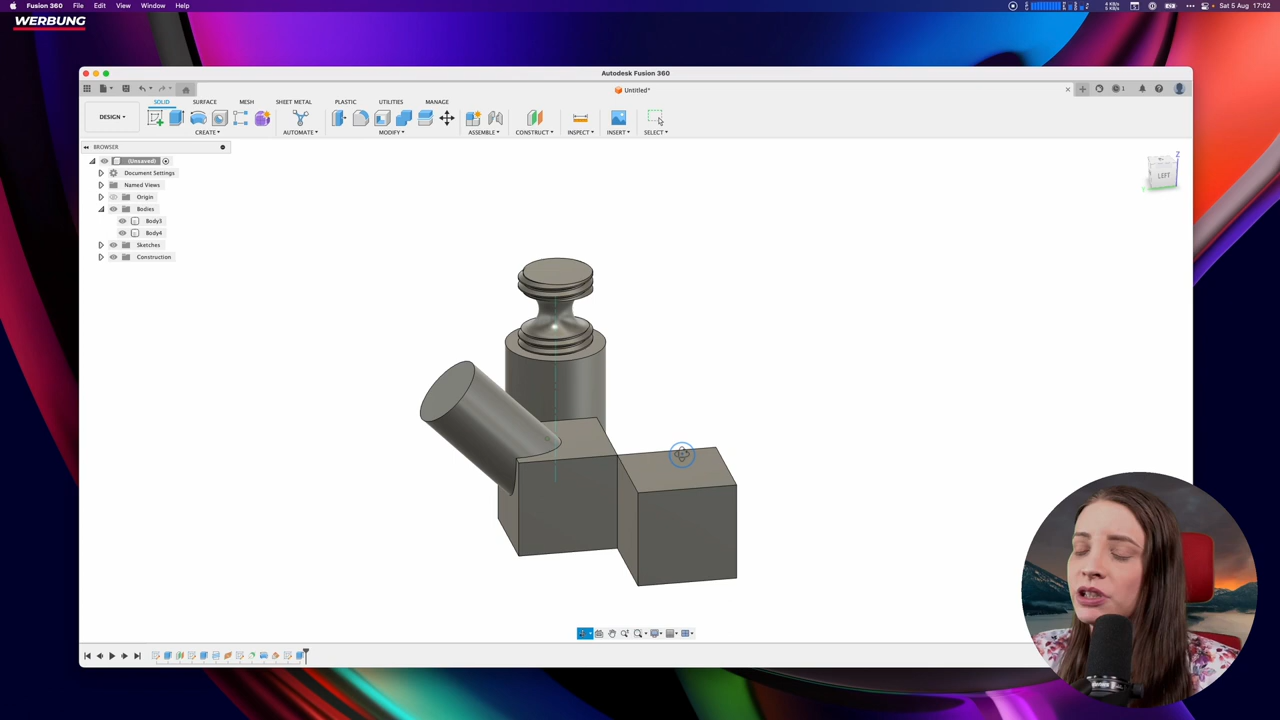 Fusion 360 File Edit View Window Help
Sat 5 Aug 17:02
WERBUNG
Autodesk Fusion 360
Untitled*
1
SOLID SURFACE MESH SHEET METAL PLASTIC UTILITIES MANAGE
DESIGN
CREATE AUTOMATE MODIFY ASSEMBLE CONSTRUCT INSPECT INSERT SELECT
BROWSER
(Unsaved)
Document Settings
Named Views
Origin
Bodies
Body3
Body4
Sketches
Construction
Z
LEFT